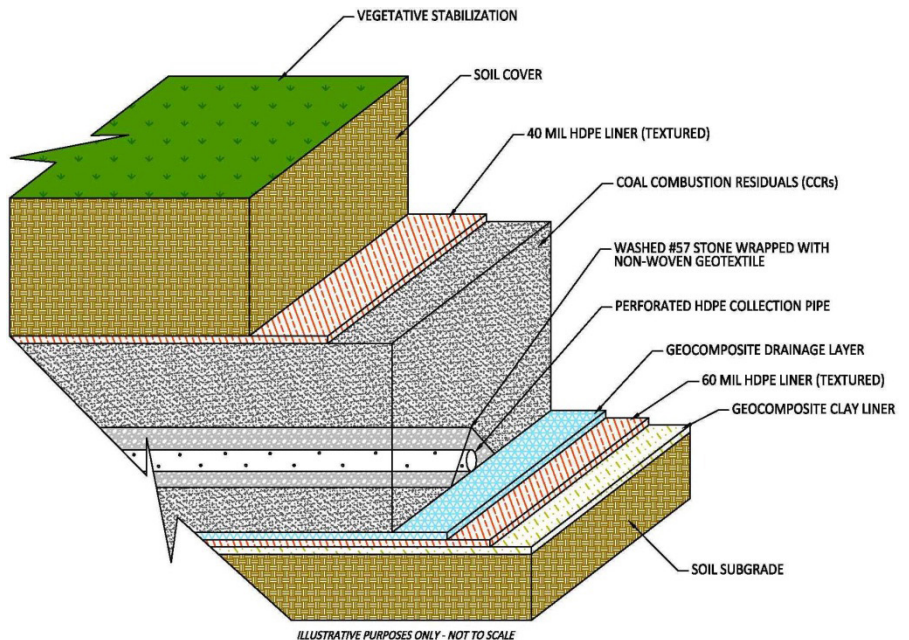 VEGETATIVE STABILIZATION
SOIL COVER
40 MIL HDPE LINER (TEXTURED)
COAL COMBUSTION RESIDUALS (CCRs)
WASHED #57 STONE WRAPPED WITH
NON-WOVEN GEOTEXTILE
PERFORATED HDPE COLLECTION PIPE
GEOCOMPOSITE DRAINAGE LAYER
60 MIL HDPE LINER (TEXTURED)
GEOCOMPOSITE CLAY LINER
SOIL SUBGRADE
ILLUSTRATIVE PURPOSES ONLY - NOT TO SCALE